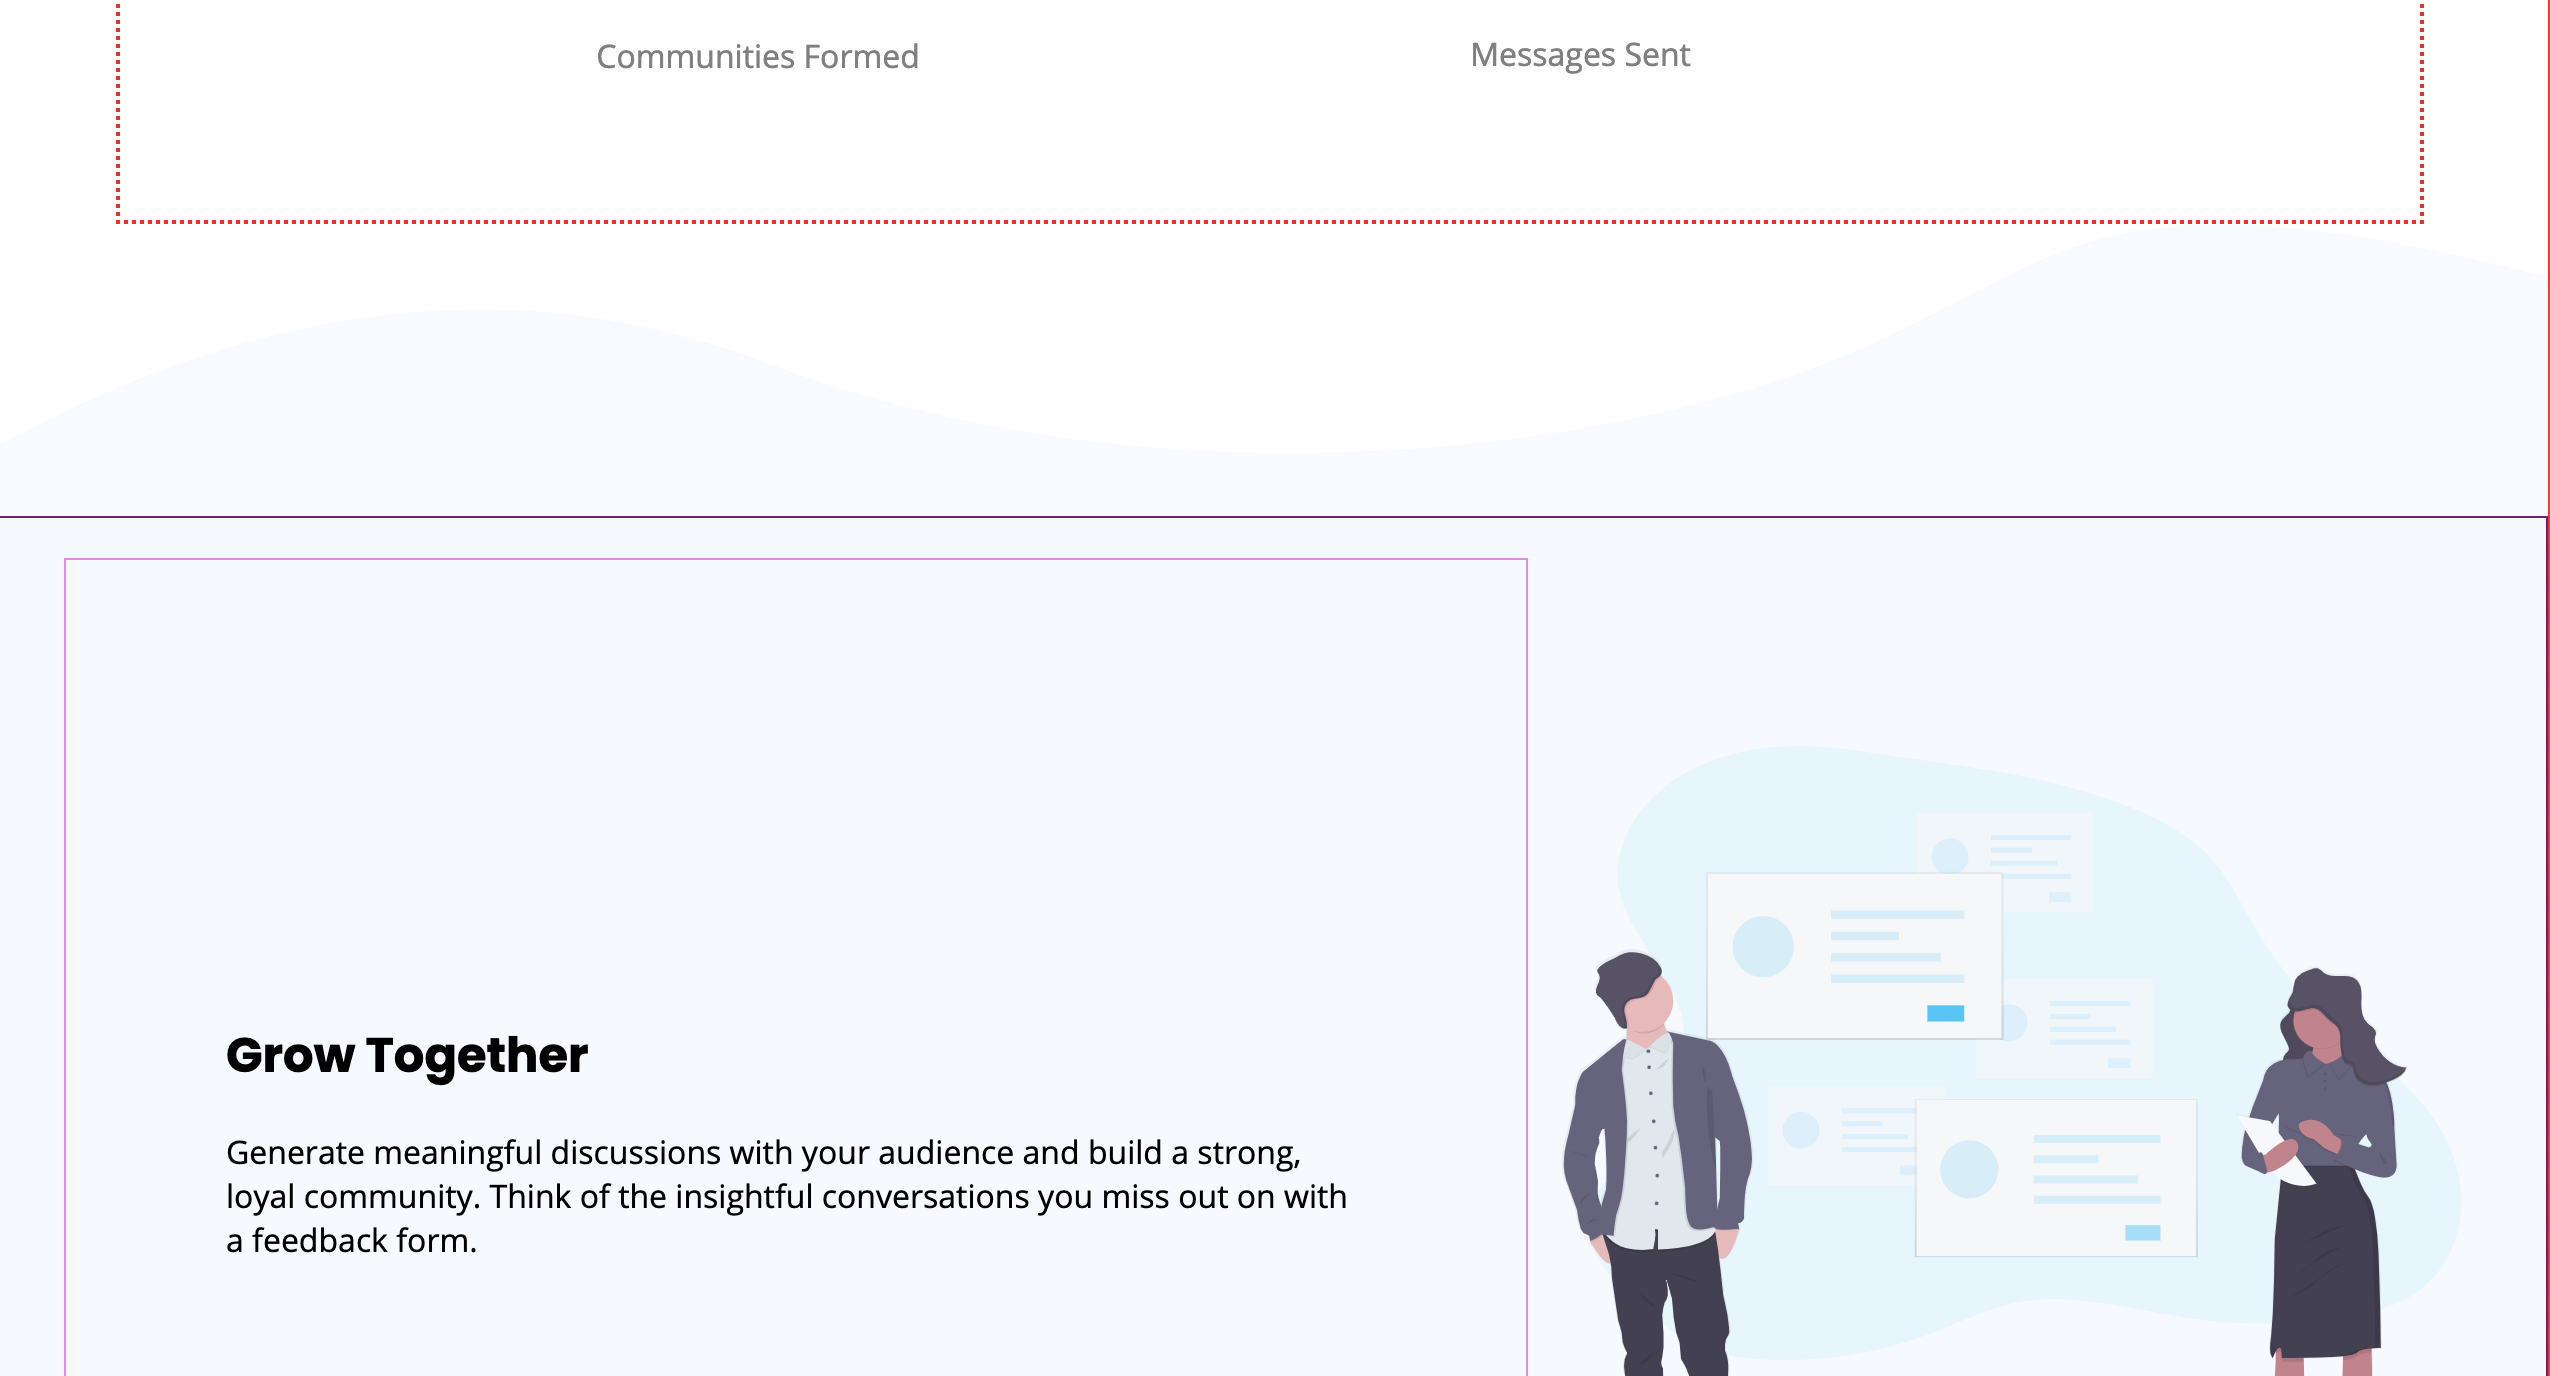 Communities Formed
Messages Sent
Grow Together
Generate meaningful discussions with your audience and build a strong,
loyal community. Think of the insightful conversations you miss out on with
a feedback form.